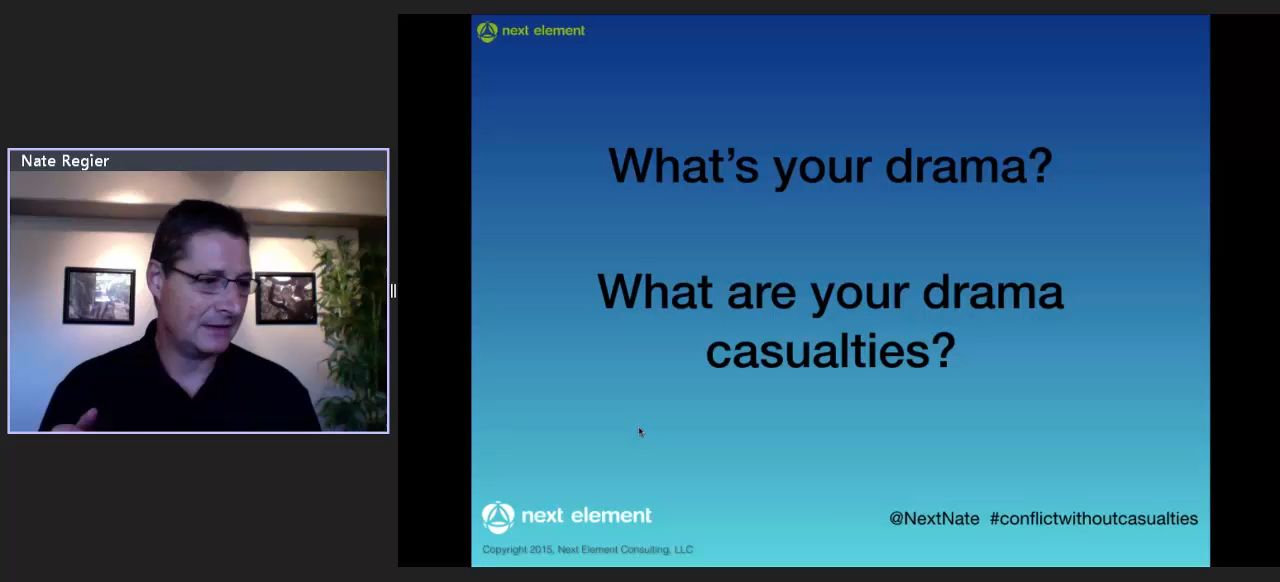 Nate Regier
next element
What's your drama?
What are your drama
casualties?
next element
@NextNate #conflictwithoutcasualties
Copyright 2015, Next Element Consulting, LLC